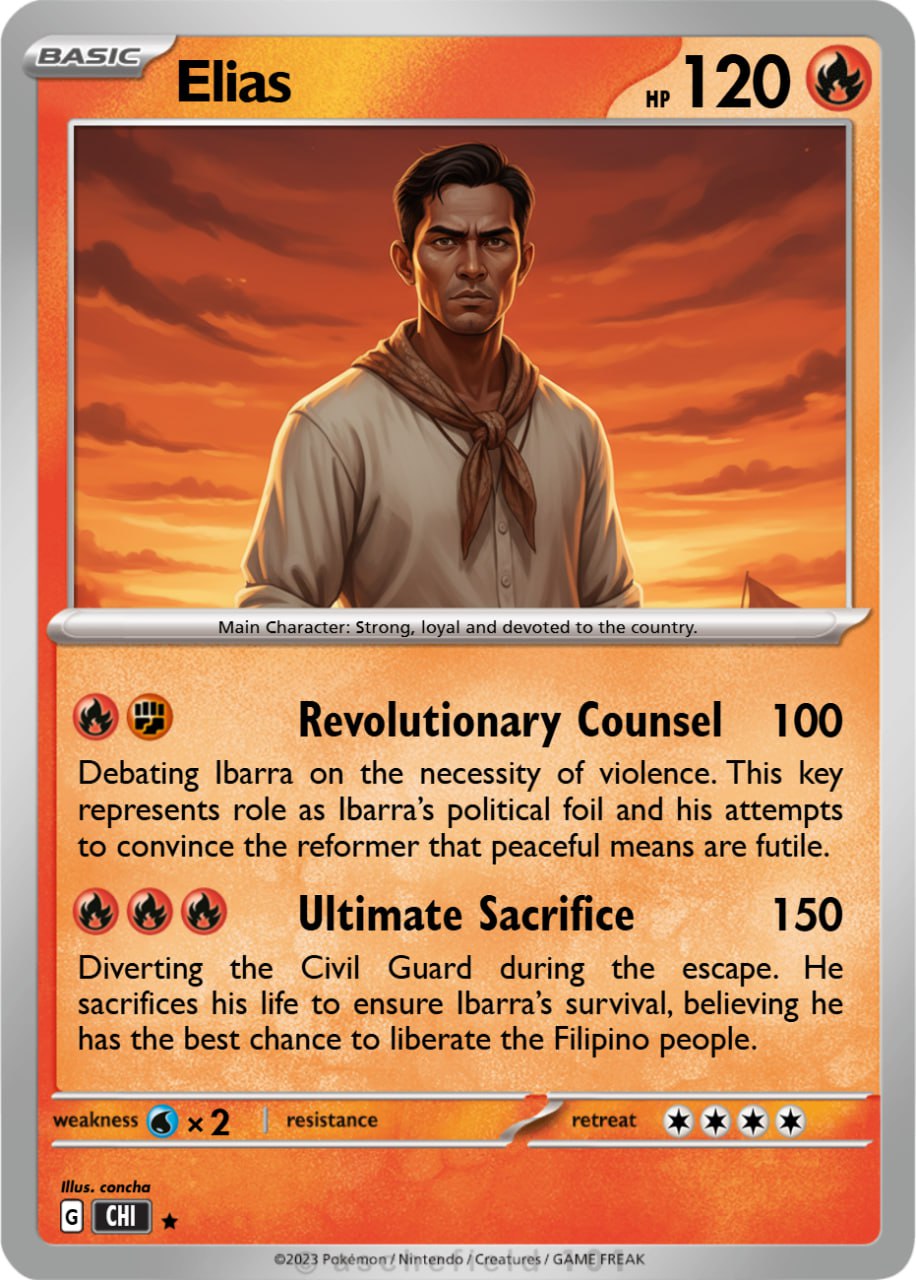 BASIC
Elias
HP 120
Main Character: Strong, loyal and devoted to the country.
Revolutionary Counsel 100
Debating Ibarra on the necessity of violence. This key
represents role as Ibarra's political foil and his attempts
to convince the reformer that peaceful means are futile.
Ultimate Sacrifice 150
Diverting the Civil Guard during the escape. He
sacrifices his life to ensure Ibarra's survival, believing he
has the best chance to liberate the Filipino people.
weakness × 2 resistance retreat
Illus. concha
G CHI
©2023 Pokémon / Nintendo / Creatures / GAME FREAK